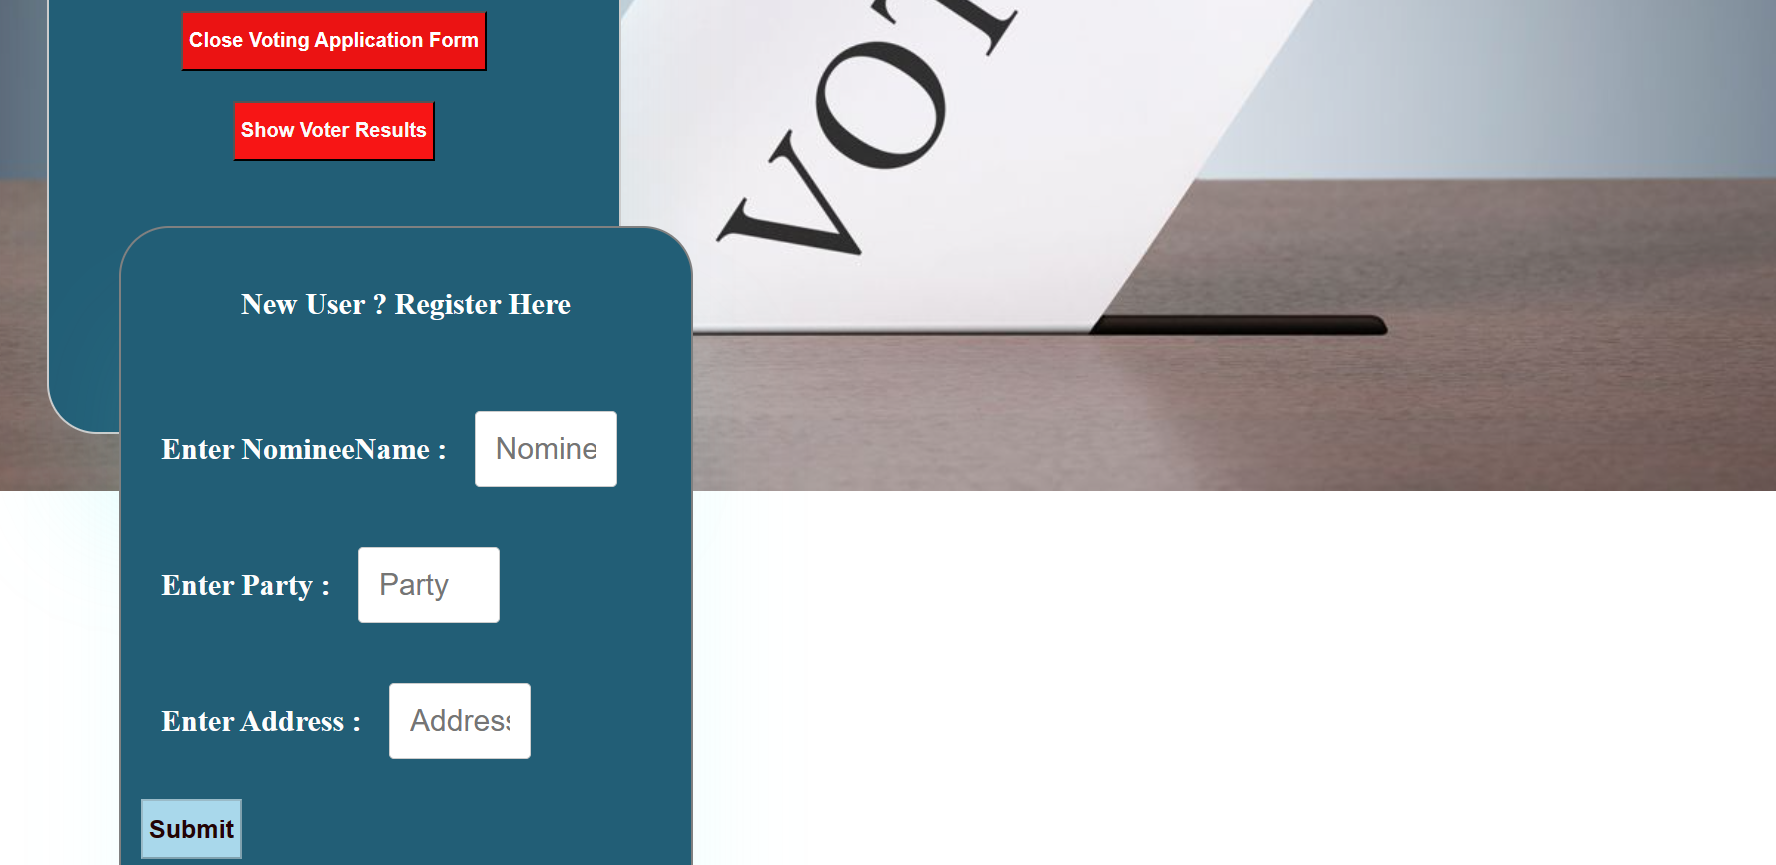 Close Voting Application Form
Show Voter Results
VOT
New User ? Register Here
Enter NomineeName :
Nomine
Enter Party :
Party
Enter Address :
Address
Submit